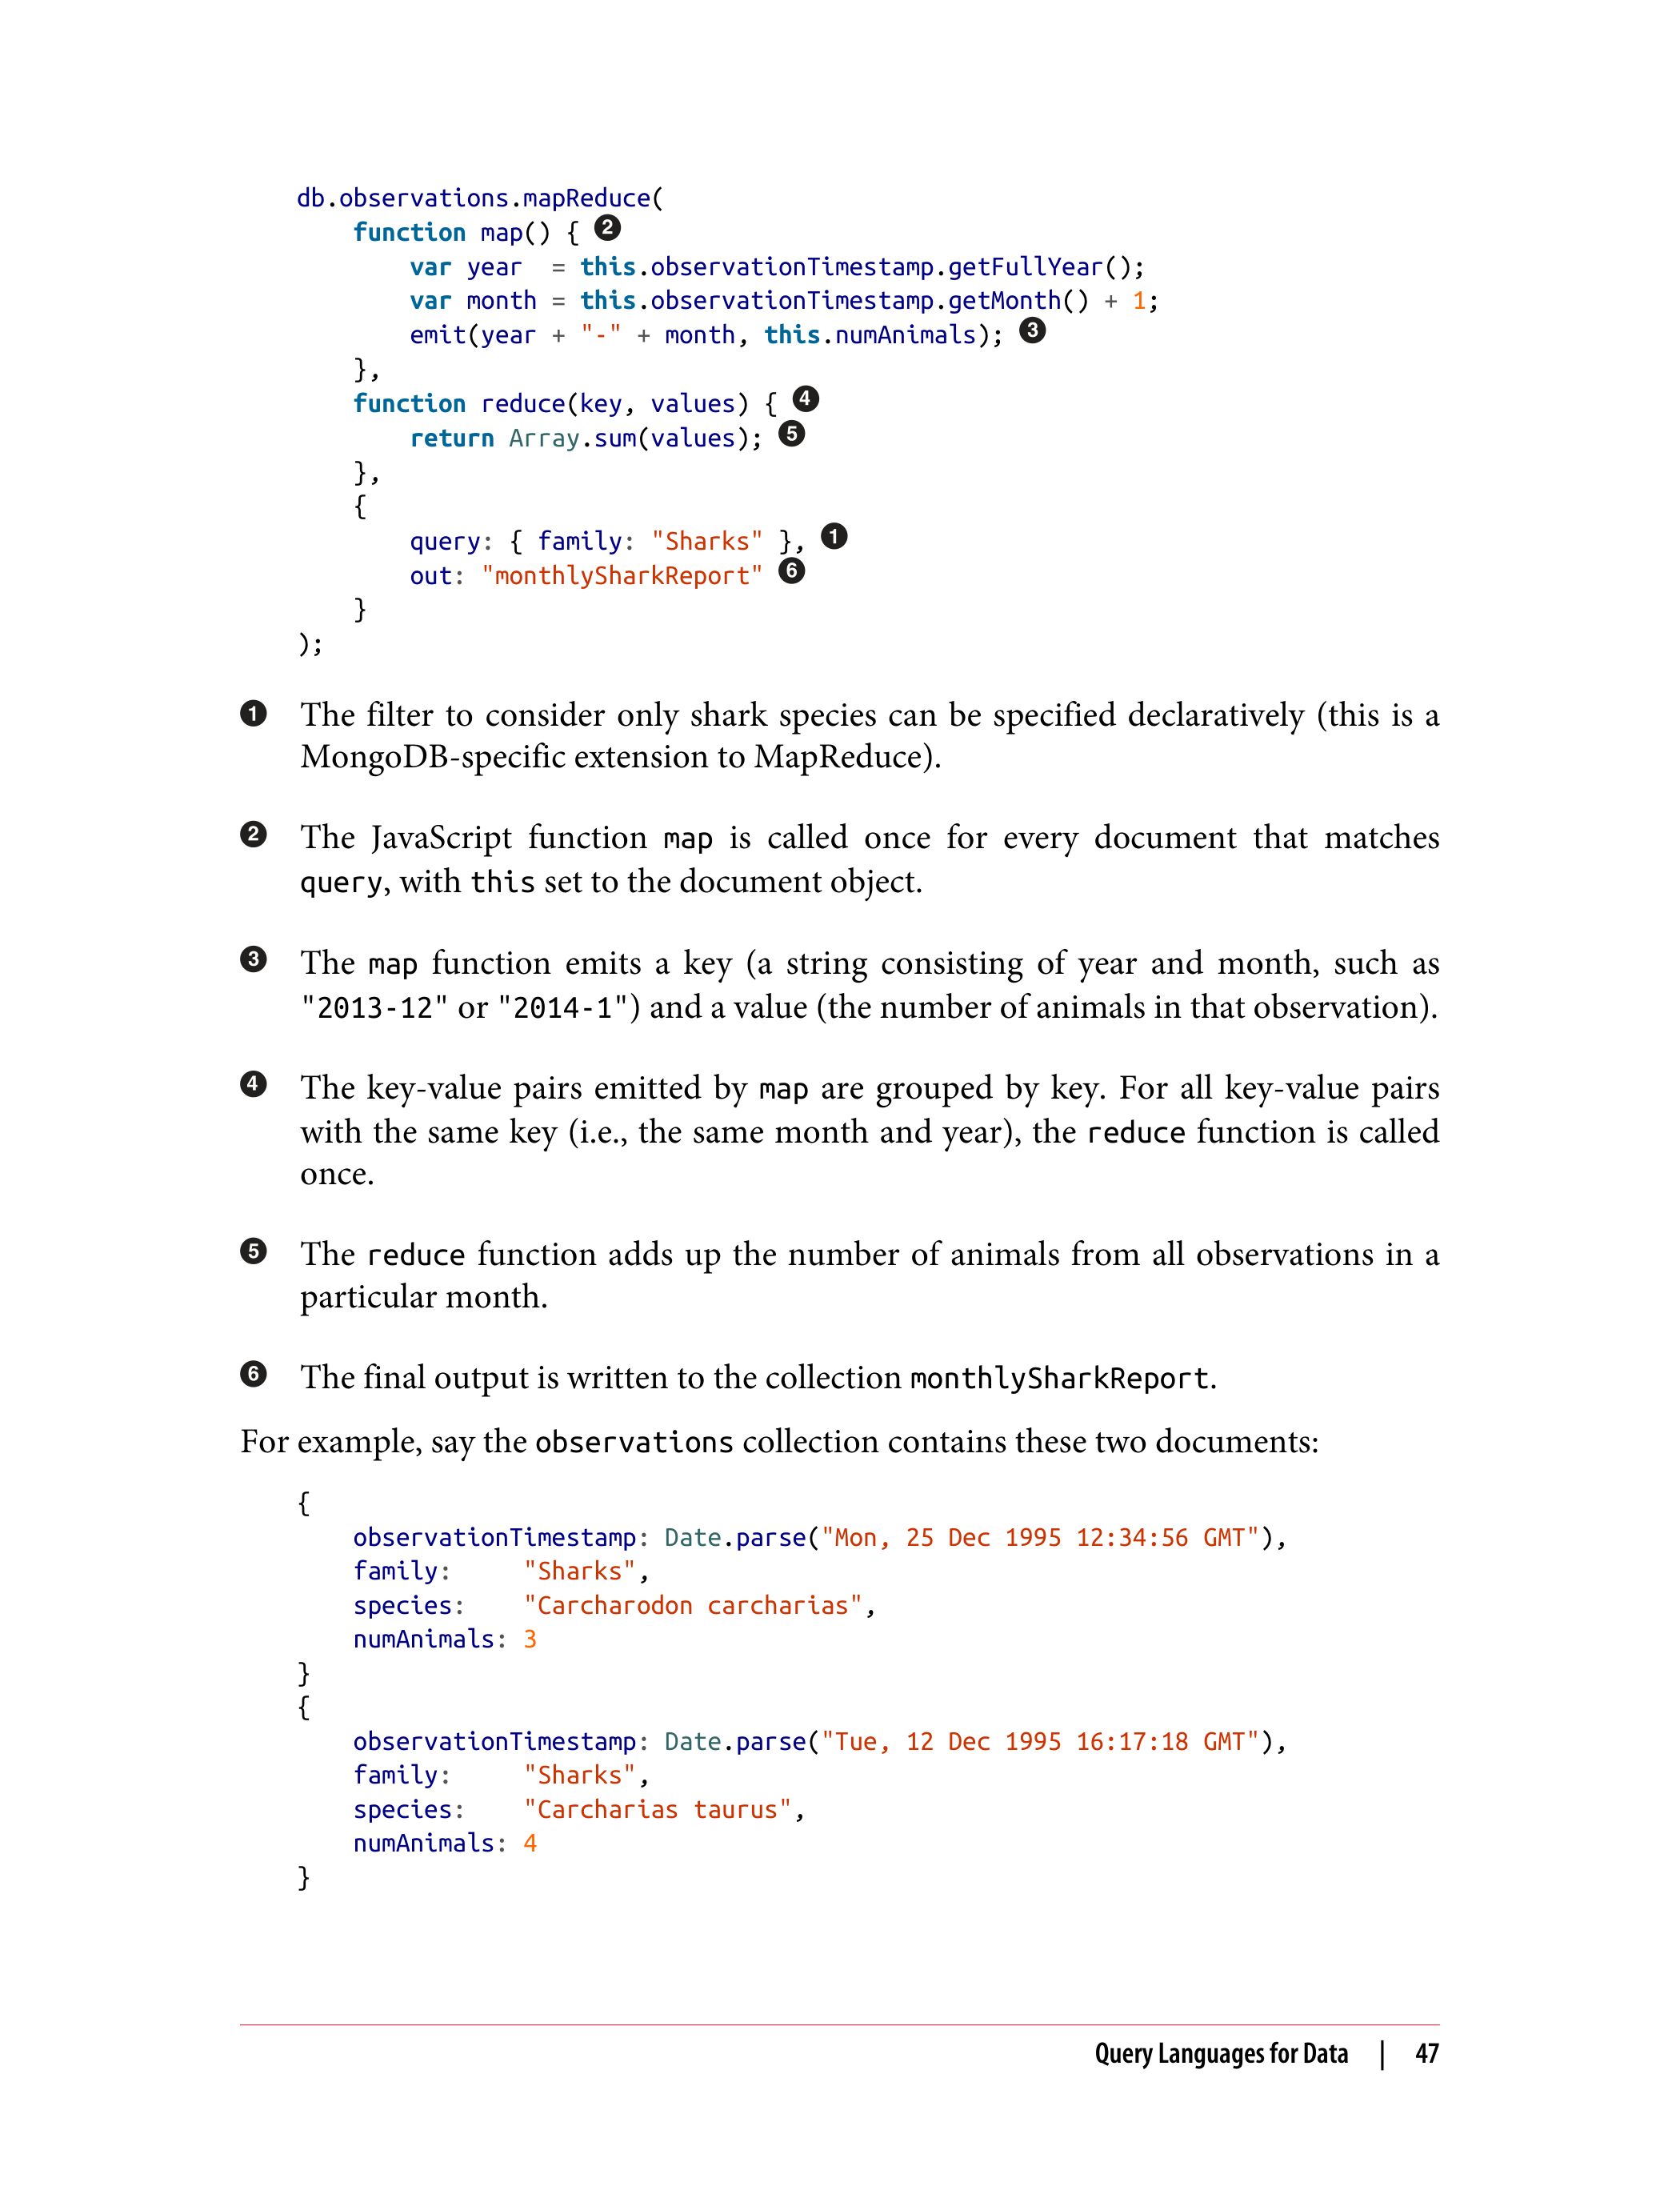 db.observations.mapReduce(
    function map() { ❷
        var year  = this.observationTimestamp.getFullYear();
        var month = this.observationTimestamp.getMonth() + 1;
        emit(year + "-" + month, this.numAnimals); ❸
    },
    function reduce(key, values) { ❹
        return Array.sum(values); ❺
    },
    {
        query: { family: "Sharks" }, ❶
        out: "monthlySharkReport" ❻
    }
);
❶ The filter to consider only shark species can be specified declaratively (this is a
MongoDB-specific extension to MapReduce).
❷ The JavaScript function map is called once for every document that matches
query, with this set to the document object.
❸ The map function emits a key (a string consisting of year and month, such as
"2013-12" or "2014-1") and a value (the number of animals in that observation).
❹ The key-value pairs emitted by map are grouped by key. For all key-value pairs
with the same key (i.e., the same month and year), the reduce function is called
once.
❺ The reduce function adds up the number of animals from all observations in a
particular month.
❻ The final output is written to the collection monthlySharkReport.
For example, say the observations collection contains these two documents:
{
    observationTimestamp: Date.parse("Mon, 25 Dec 1995 12:34:56 GMT"),
    family:     "Sharks",
    species:    "Carcharodon carcharias",
    numAnimals: 3
}
{
    observationTimestamp: Date.parse("Tue, 12 Dec 1995 16:17:18 GMT"),
    family:     "Sharks",
    species:    "Carcharias taurus",
    numAnimals: 4
}
Query Languages for Data | 47